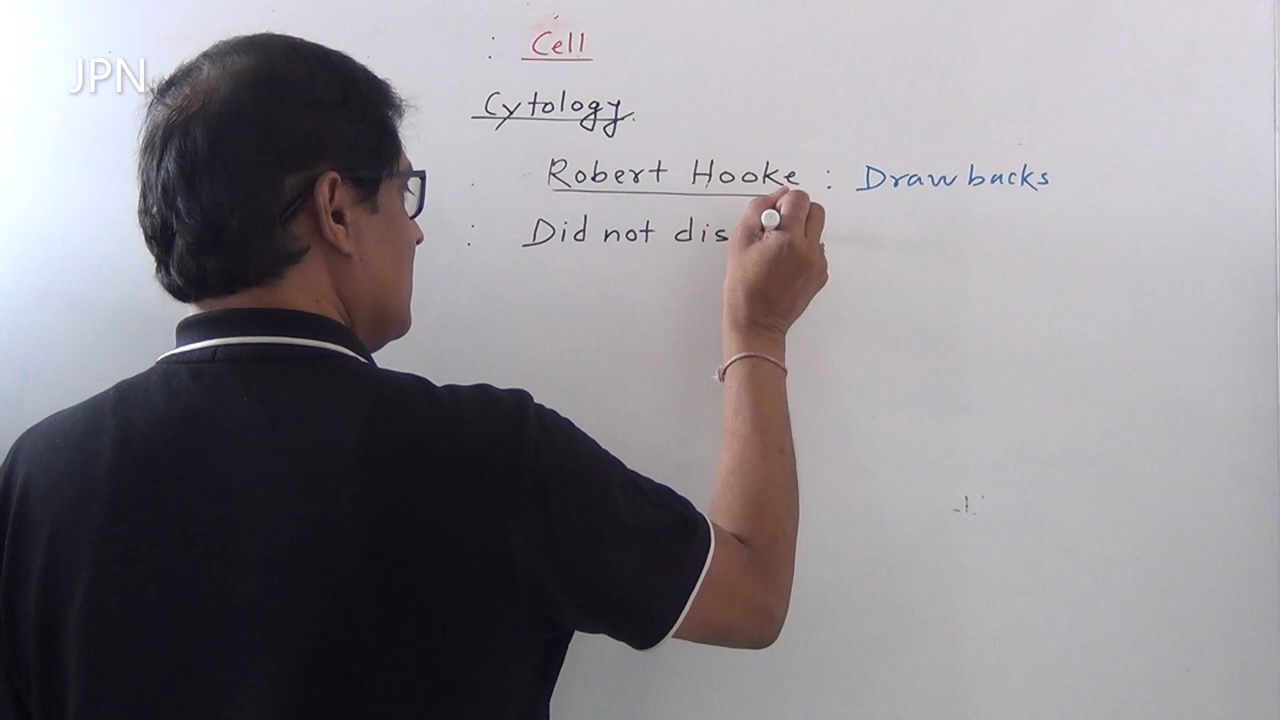 JPN
: Cell
Cytology.
Robert Hooke : Drawbacks
: Did not dis